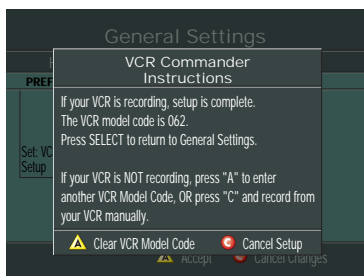 General Settings
VCR Commander
Instructions
PREF
If your VCR is recording, setup is complete.
The VCR model code is 062.
Press SELECT to return to General Settings.
Set: VC
Setup
If your VCR is NOT recording, press "A" to enter
another VCR Model Code, OR press "C" and record from
your VCR manually.
A Clear VCR Model Code C Cancel Setup
A Accept C Cancel Changes